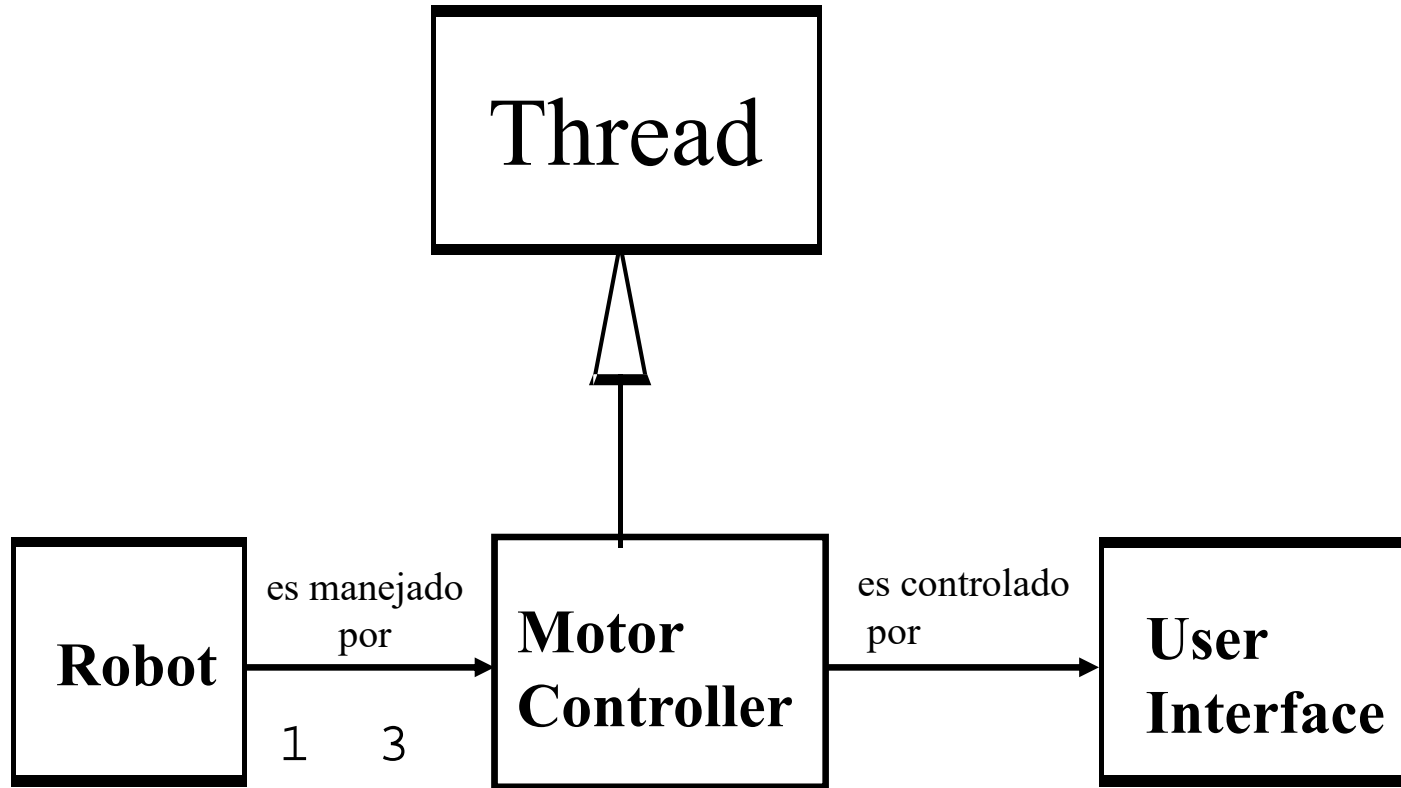 Thread
es manejado
por
es controlado
por
Robot
Motor
Controller
User
Interface
1 3